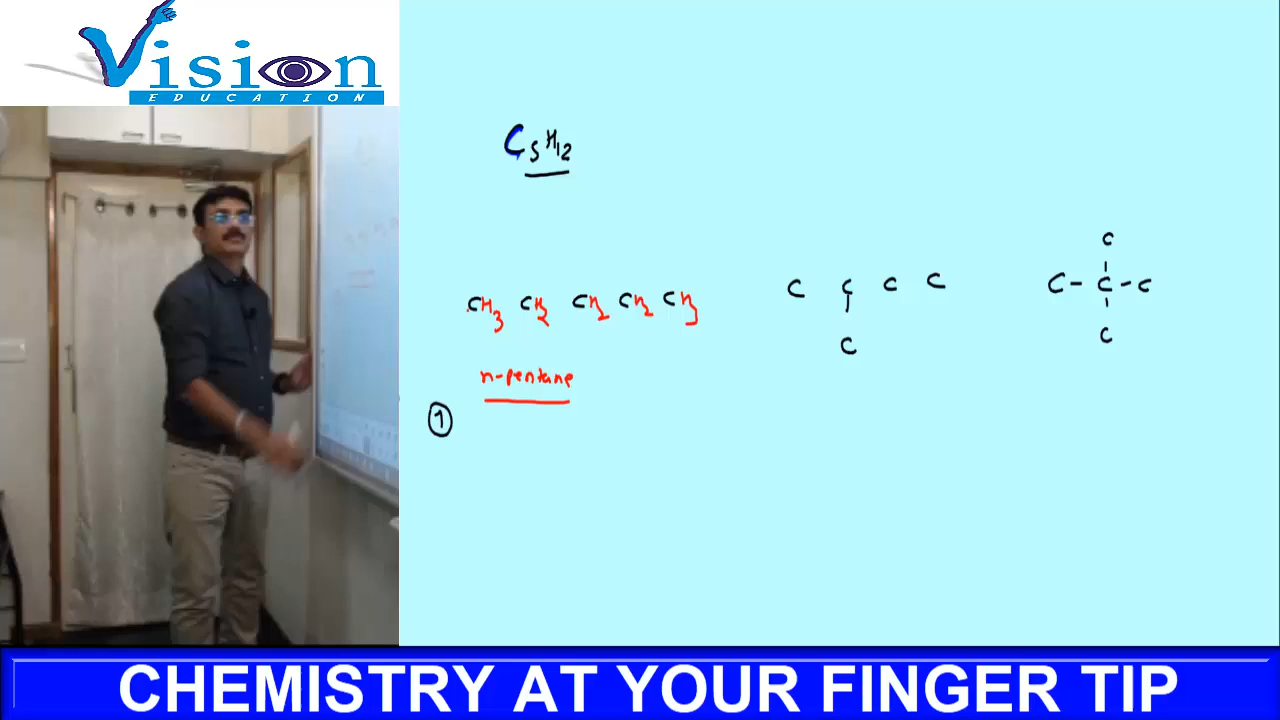 Vision
EDUCATION
C5H12
CH3 CH2 CH2 CH2 CH3
C C C C
C
C
C-C-C
C
n-pentane
1
CHEMISTRY AT YOUR FINGER TIP